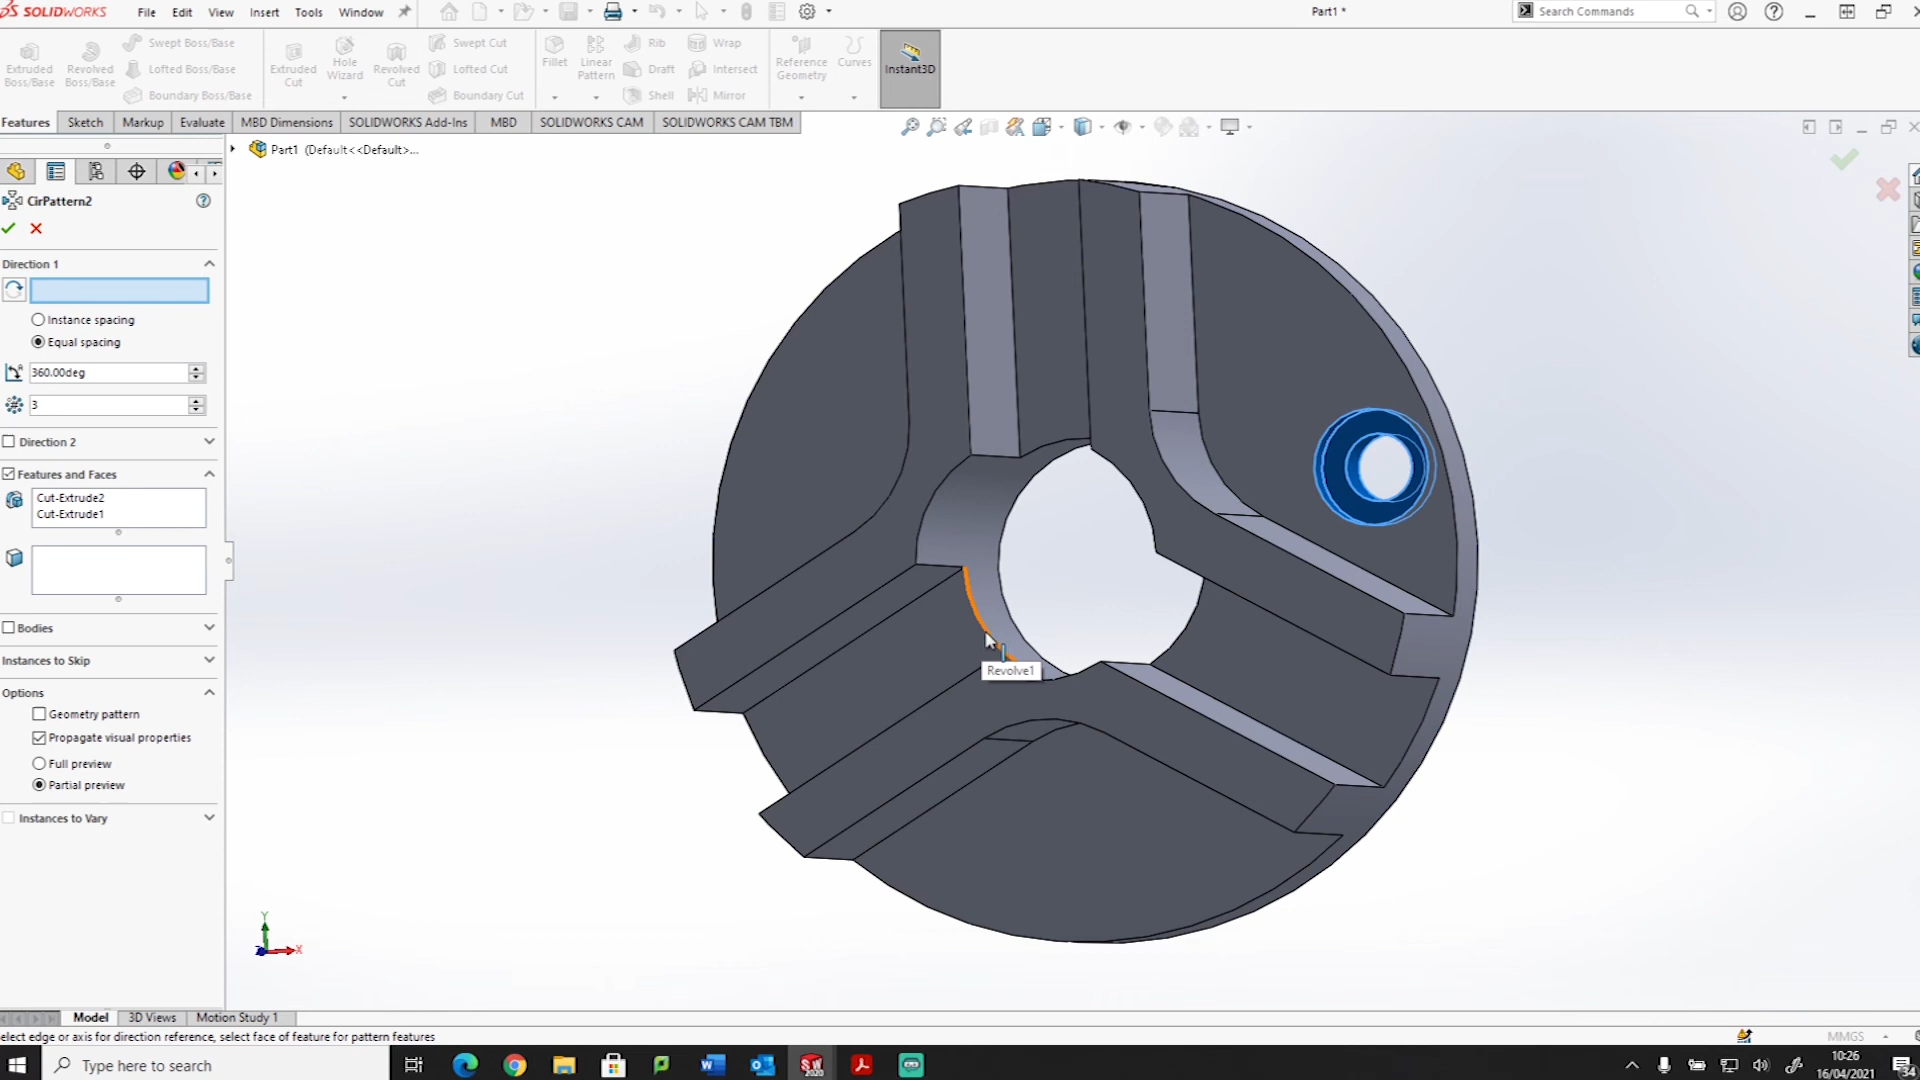 SOLIDWORKS File Edit View Insert Tools Window Part1 * Search Commands
Extruded Boss/Base
Revolved Boss/Base
Swept Boss/Base
Lofted Boss/Base
Boundary Boss/Base
Extruded Cut
Hole Wizard
Revolved Cut
Swept Cut
Lofted Cut
Boundary Cut
Fillet
Linear Pattern
Rib
Draft
Shell
Wrap
Intersect
Mirror
Reference Geometry
Curves
Instant3D
Features Sketch Markup Evaluate MBD Dimensions SOLIDWORKS Add-Ins MBD SOLIDWORKS CAM SOLIDWORKS CAM TBM
Part1 (Default<<Default>...
CirPattern2
Direction 1
Instance spacing
Equal spacing
360.00deg
3
Direction 2
Features and Faces
Cut-Extrude2
Cut-Extrude1
Bodies
Instances to Skip
Options
Geometry pattern
Propagate visual properties
Full preview
Partial preview
Instances to Vary
Revolve1
Y
X
Z
Model 3D Views Motion Study 1
elect edge or axis for direction reference, select face of feature for pattern features
MMGS
Type here to search
10:26
16/04/2021
34